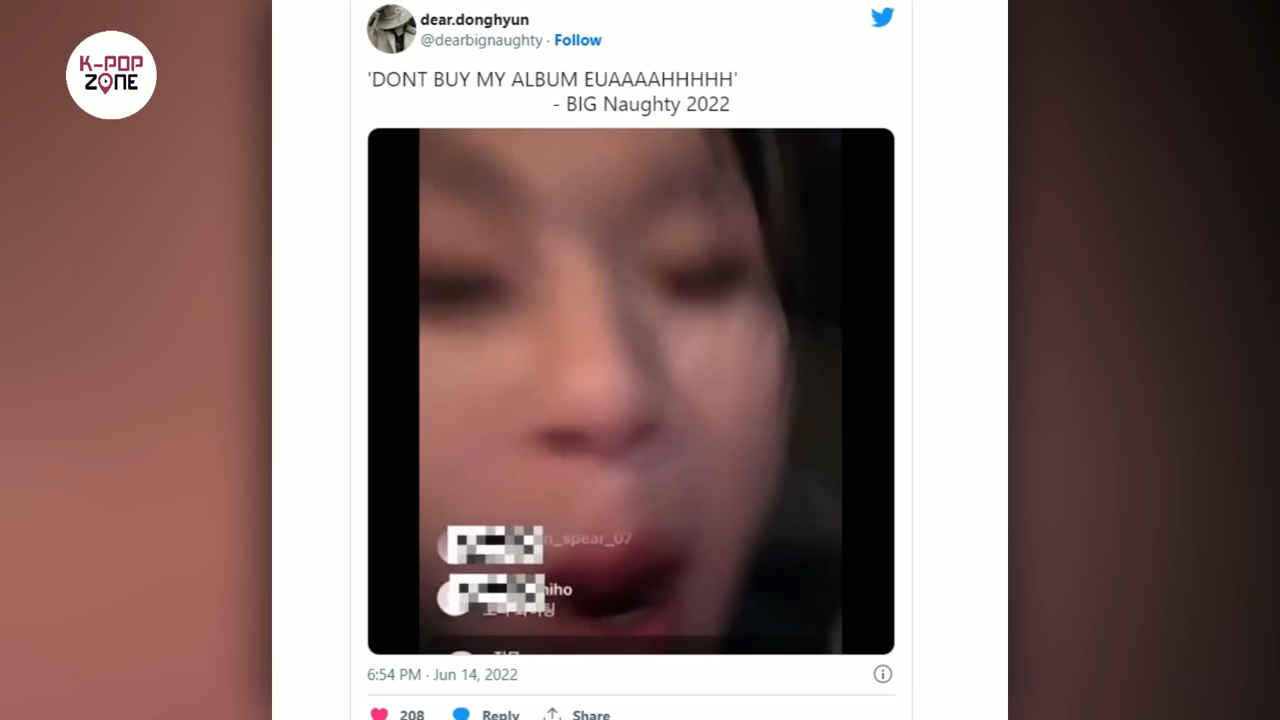 K-POP
ZONE
dear.donghyun
@dearbignaughty · Follow
'DONT BUY MY ALBUM EUAAAAHHHHH'
- BIG Naughty 2022
n_spear_07
niho
6:54 PM · Jun 14, 2022
208 Reply Share